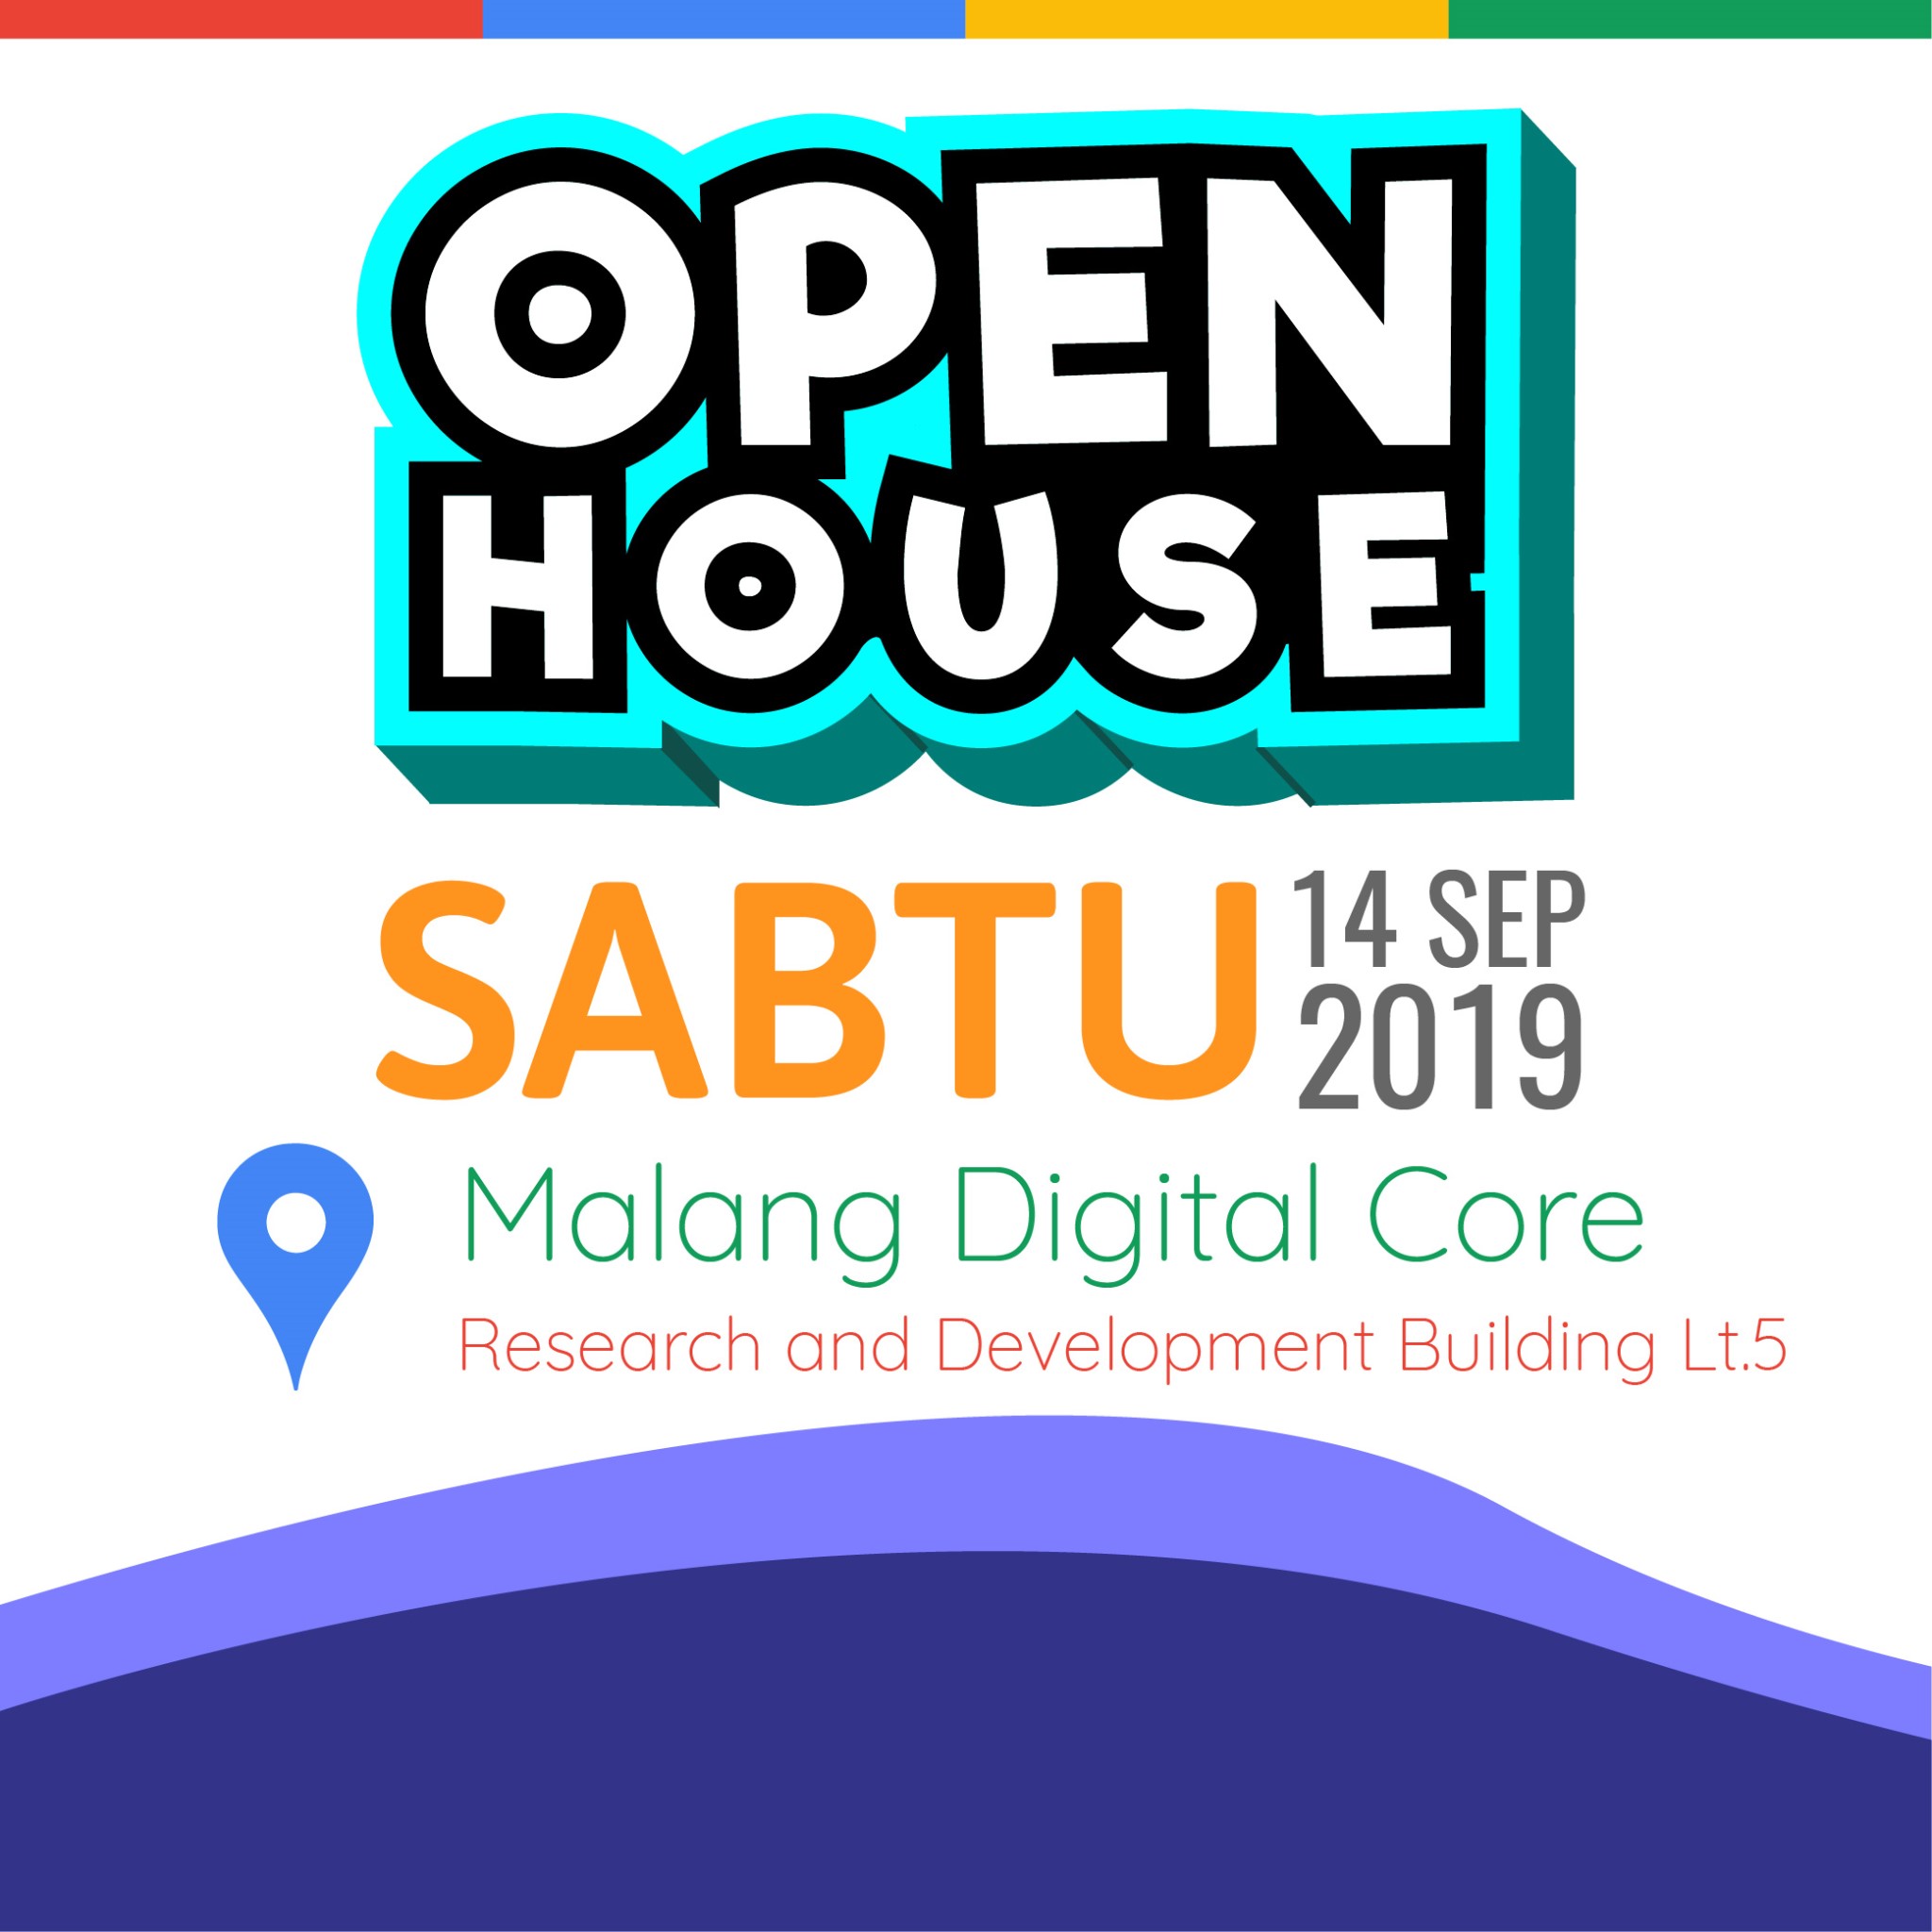 OPEN
HOUSE
SABTU
14 SEP
2019
Malang Digital Core
Research and Development Building Lt.5